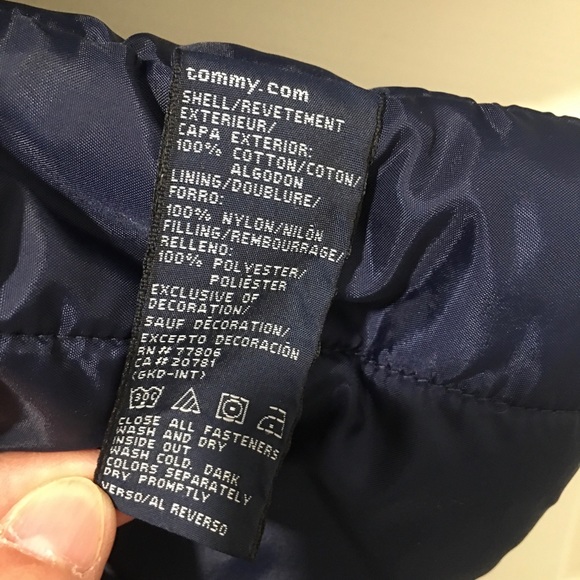 tommy.com
SHELL/REVETEMENT
EXTERIEUR/
CAPA EXTERIOR:
100% COTTON/COTON/
ALGODON
LINING/DOUBLURE/
FORRO:
100% NYLON/NILÓN
FILLING/REMBOURRAGE/
RELLENO:
100% POLYESTER/
POLIÉSTER
EXCLUSIVE OF
DECORATION/
SAUF DÉCORATION/
EXCEPTO DECORACIÓN
RN# 77806
CA# 20781
(GKD-INT)
30C
CLOSE ALL FASTENERS
WASH AND DRY
INSIDE OUT
WASH COLD. DARK
COLORS SEPARATELY
DRY PROMPTLY
VERSO/AL REVERSO